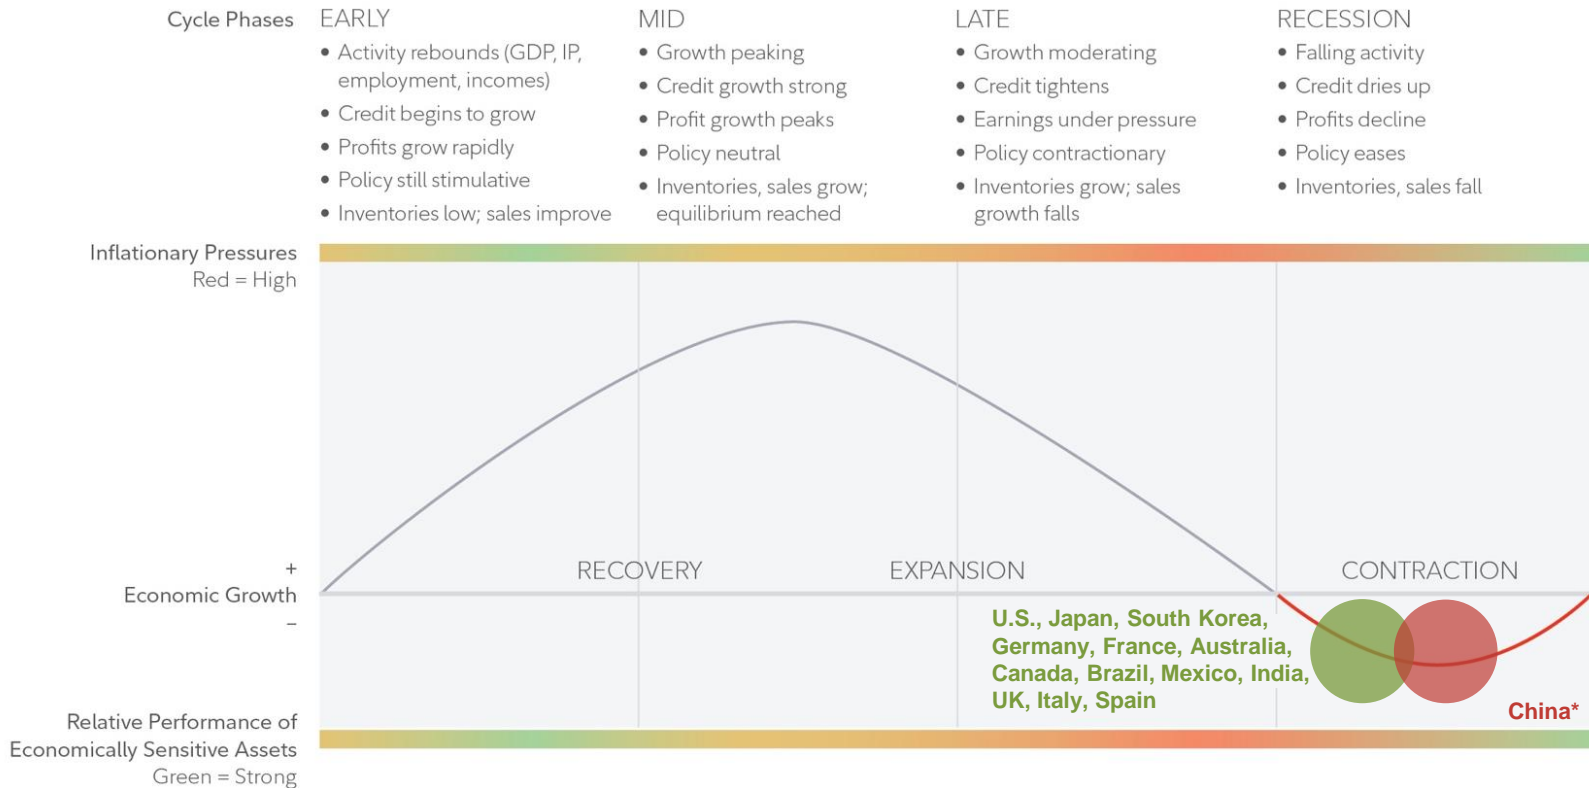 Cycle Phases
EARLY
• Activity rebounds (GDP, IP,
employment, incomes)
• Credit begins to grow
• Profits grow rapidly
• Policy still stimulative
• Inventories low; sales improve
MID
• Growth peaking
• Credit growth strong
• Profit growth peaks
• Policy neutral
• Inventories, sales grow;
equilibrium reached
LATE
• Growth moderating
• Credit tightens
• Earnings under pressure
• Policy contractionary
• Inventories grow; sales
growth falls
RECESSION
• Falling activity
• Credit dries up
• Profits decline
• Policy eases
• Inventories, sales fall
Inflationary Pressures
Red = High
+
Economic Growth
–
RECOVERY
EXPANSION
CONTRACTION
U.S., Japan, South Korea,
Germany, France, Australia,
Canada, Brazil, Mexico, India,
UK, Italy, Spain
China*
Relative Performance of
Economically Sensitive Assets
Green = Strong